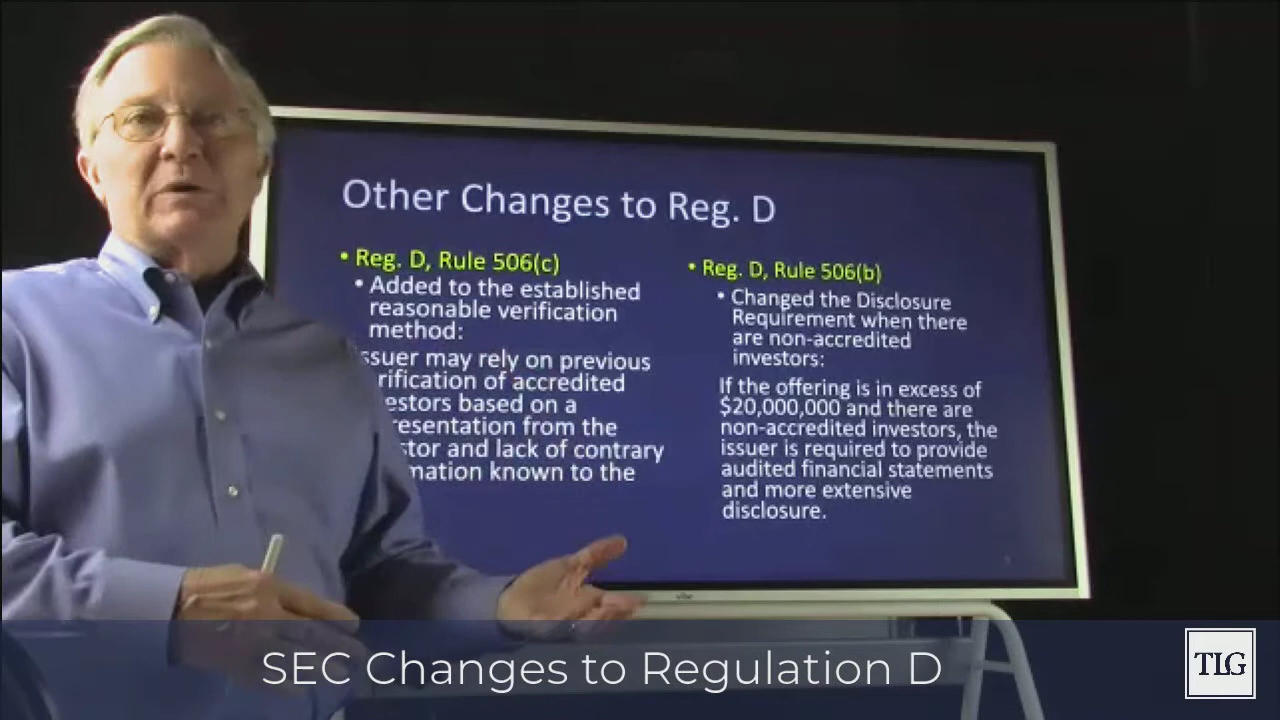 Other Changes to Reg. D
• Reg. D, Rule 506(c)
• Added to the established
reasonable verification
method:
ssuer may rely on previous
rification of accredited
estors based on a
resentation from the
stor and lack of contrary
mation known to the
• Reg. D, Rule 506(b)
• Changed the Disclosure
Requirement when there
are non-accredited
investors:
If the offering is in excess of
$20,000,000 and there are
non-accredited investors, the
issuer is required to provide
audited financial statements
and more extensive
disclosure.
SEC Changes to Regulation D
TLG